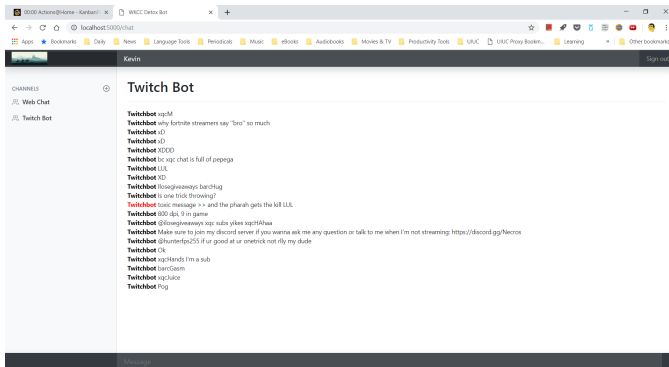 00:00 Actions@Home - Kanban
WRCC Detox Bot
localhost:5000/chat
Apps Bookmarks Daily News Language Tools Periodicals Music eBooks Audiobooks Movies & TV Productivity Tools UIUC UIUC Proxy Bookm... Learning Other bookmarks
Kevin Sign out
CHANNELS
Web Chat
Twitch Bot
Twitch Bot
Twitchbot xqcM
Twitchbot why fortnite streamers say "bro" so much
Twitchbot xD
Twitchbot xD
Twitchbot XDDD
Twitchbot bc xqc chat is full of pepega
Twitchbot LUL
Twitchbot XD
Twitchbot Ilosegiveaways barcHug
Twitchbot Is one trick throwing?
Twitchbot toxic message >> and the pharah gets the kill LUL
Twitchbot 800 dpi, 9 in game
Twitchbot @ilosegiveaways xqc subs yikes xqcHAhaa
Twitchbot Make sure to join my discord server if you wanna ask me any question or talk to me when I'm not streaming: https://discord.gg/Necros
Twitchbot @hunterfps255 if ur good at ur onetrick not rlly my dude
Twitchbot Ok
Twitchbot xqcHands I'm a sub
Twitchbot barcGasm
Twitchbot xqcJuice
Twitchbot Pog
Message